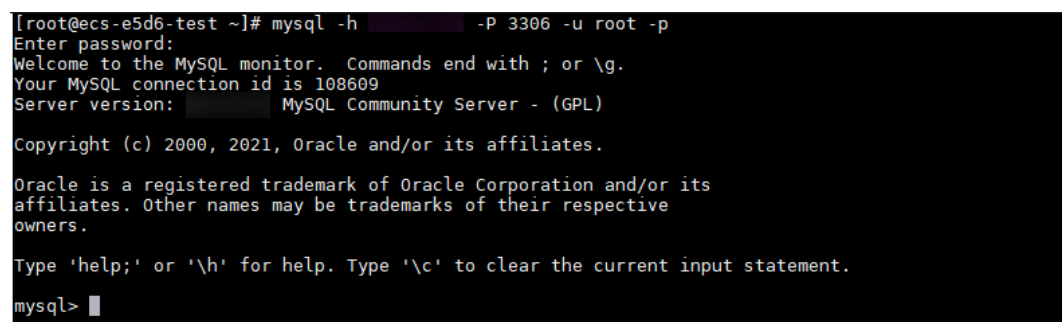 [root@ecs-e5d6-test ~]# mysql -h -P 3306 -u root -p
Enter password:
Welcome to the MySQL monitor.  Commands end with ; or \g.
Your MySQL connection id is 108609
Server version: MySQL Community Server - (GPL)
Copyright (c) 2000, 2021, Oracle and/or its affiliates.
Oracle is a registered trademark of Oracle Corporation and/or its
affiliates. Other names may be trademarks of their respective
owners.
Type 'help;' or '\h' for help. Type '\c' to clear the current input statement.
mysql>